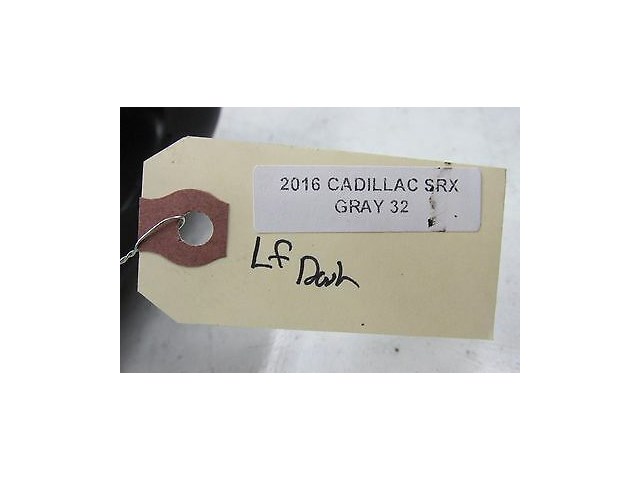 2016 CADILLAC SRX
GRAY 32
Lf
Dash